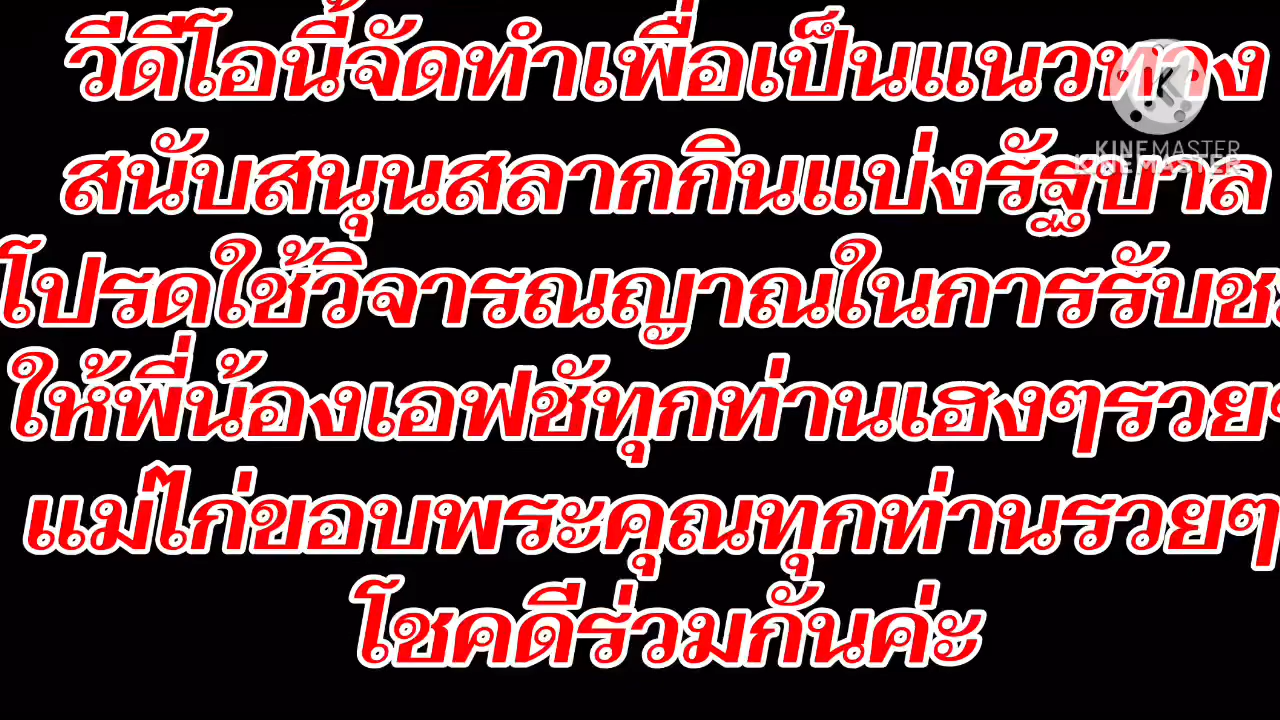 วีดีโอนี้จัดทำเพื่อเป็นแนวทาง
KINEMASTER
KINEMASTER
สนับสนุนสลากกินแบ่งรัฐบาล
โปรดใช้วิจารณญาณในการรับช
ให้พี่น้องเอฟซัทุกท่านเฮงๆรวย
แม่ไก่ขอบพระคุณทุกท่านรวยๆ
โชคดีร่วมกันค่ะ